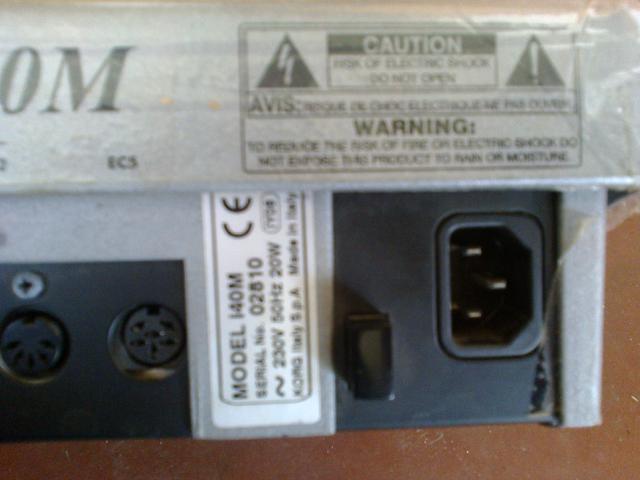 0M
CAUTION
RISK OF ELECTRIC SHOCK
DO NOT OPEN
AVIS: RISQUE DE CHOC ELECTRIQUE NE PAS OUVRIR
WARNING:
TO REDUCE THE RISK OF FIRE OR ELECTRIC SHOCK DO
NOT EXPOSE THIS PRODUCT TO RAIN OR MOISTURE.
2
EC5
MODEL I40M
CE
SERIAL No. 02810
~ 230V 50Hz 20W
KORG Italy S.p.A. Made in Italy